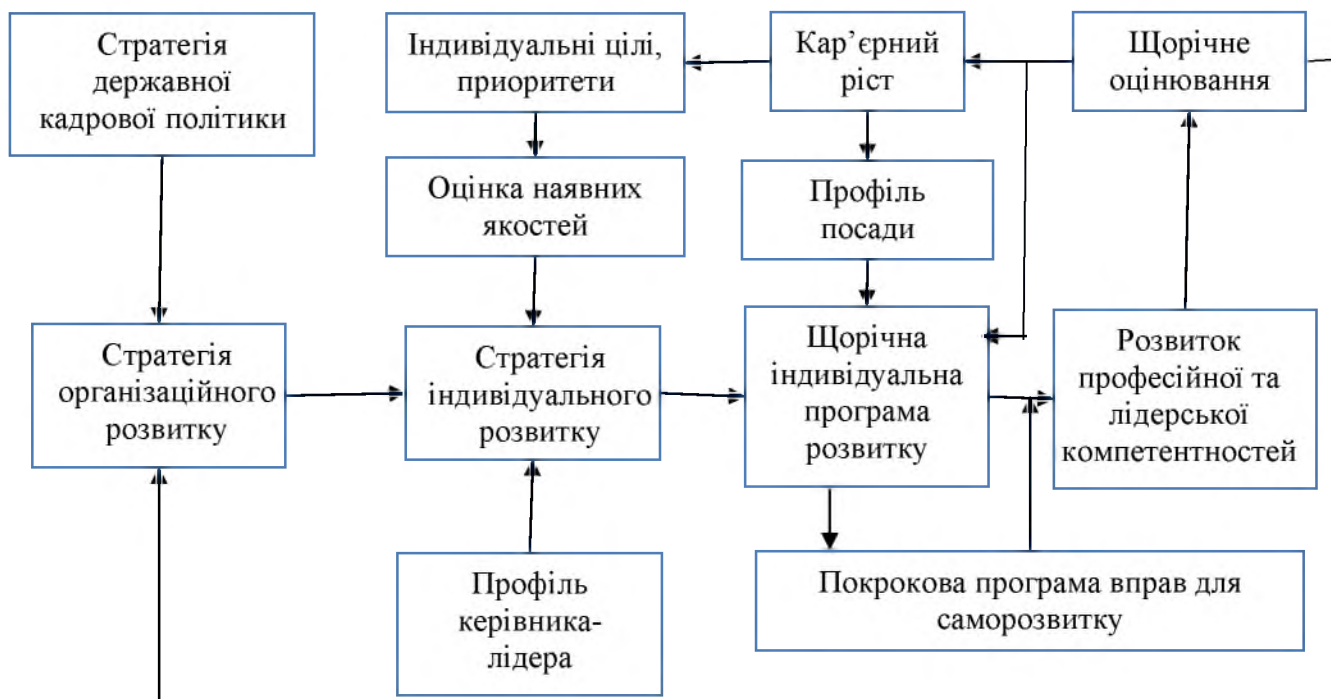 Стратегія
державної
кадрової політики
Індивідуальні цілі,
приоритети
Кар’єрний
ріст
Щорічне
оцінювання
Оцінка наявних
якостей
Профіль
посади
Стратегія
організаційного
розвитку
Стратегія
індивідуального
розвитку
Щорічна
індивідуальна
програма
розвитку
Розвиток
професійної та
лідерської
компетентностей
Профіль
керівника-
лідера
Покрокова програма вправ для
саморозвитку